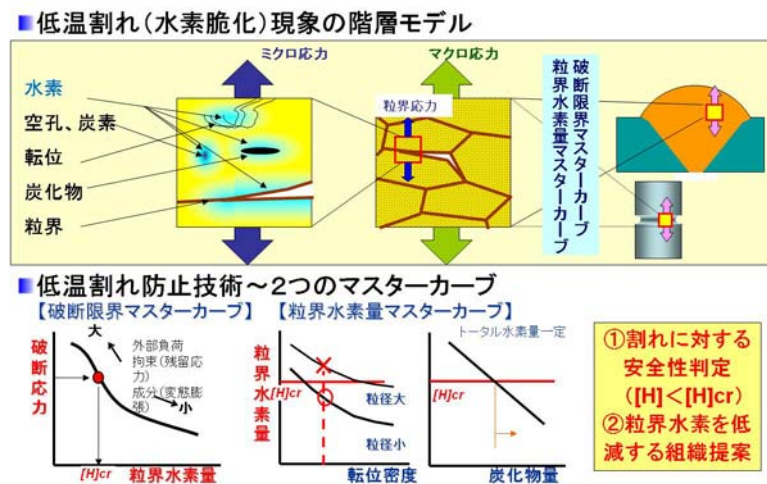 ■低温割れ(水素脆化)現象の階層モデル
ミクロ応力
マクロ応力
水素
空孔、炭素
転位
炭化物
粒界
粒界応力
破断限界マスターカーブ
粒界水素量マスターカーブ
■低温割れ防止技術～2つのマスターカーブ
【破断限界マスターカーブ】
【粒界水素量マスターカーブ】
破断応力
大
外部負荷
拘束(残留応
力)
成分(変態膨
張)
小
[H]cr
粒界水素量
粒界水素量
[H]cr
粒径大
粒径小
転位密度
トータル水素量一定
[H]cr
炭化物量
①割れに対する
安全性判定
([H]<[H]cr)
②粒界水素を低
減する組織提案